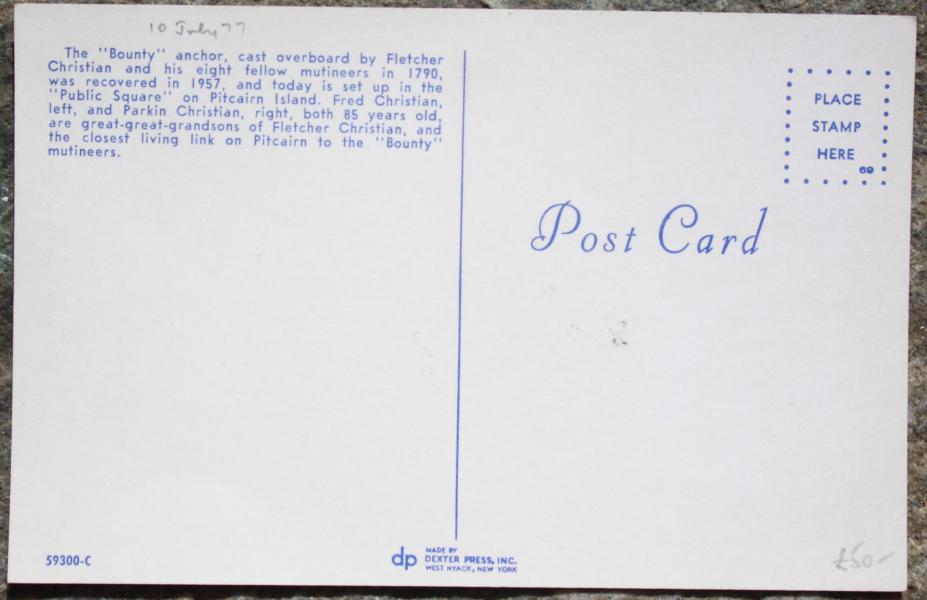 10 July 77
The "Bounty" anchor, cast overboard by Fletcher
Christian and his eight fellow mutineers in 1790,
was recovered in 1957, and today is set up in the
"Public Square" on Pitcairn Island. Fred Christian,
left, and Parkin Christian, right, both 85 years old,
are great-great-grandsons of Fletcher Christian, and
the closest living link on Pitcairn to the "Bounty"
mutineers.
PLACE
STAMP
HERE
69
Post Card
59300-C
dp
MADE BY
DEXTER PRESS, INC.
WEST NYACK, NEW YORK
£50-